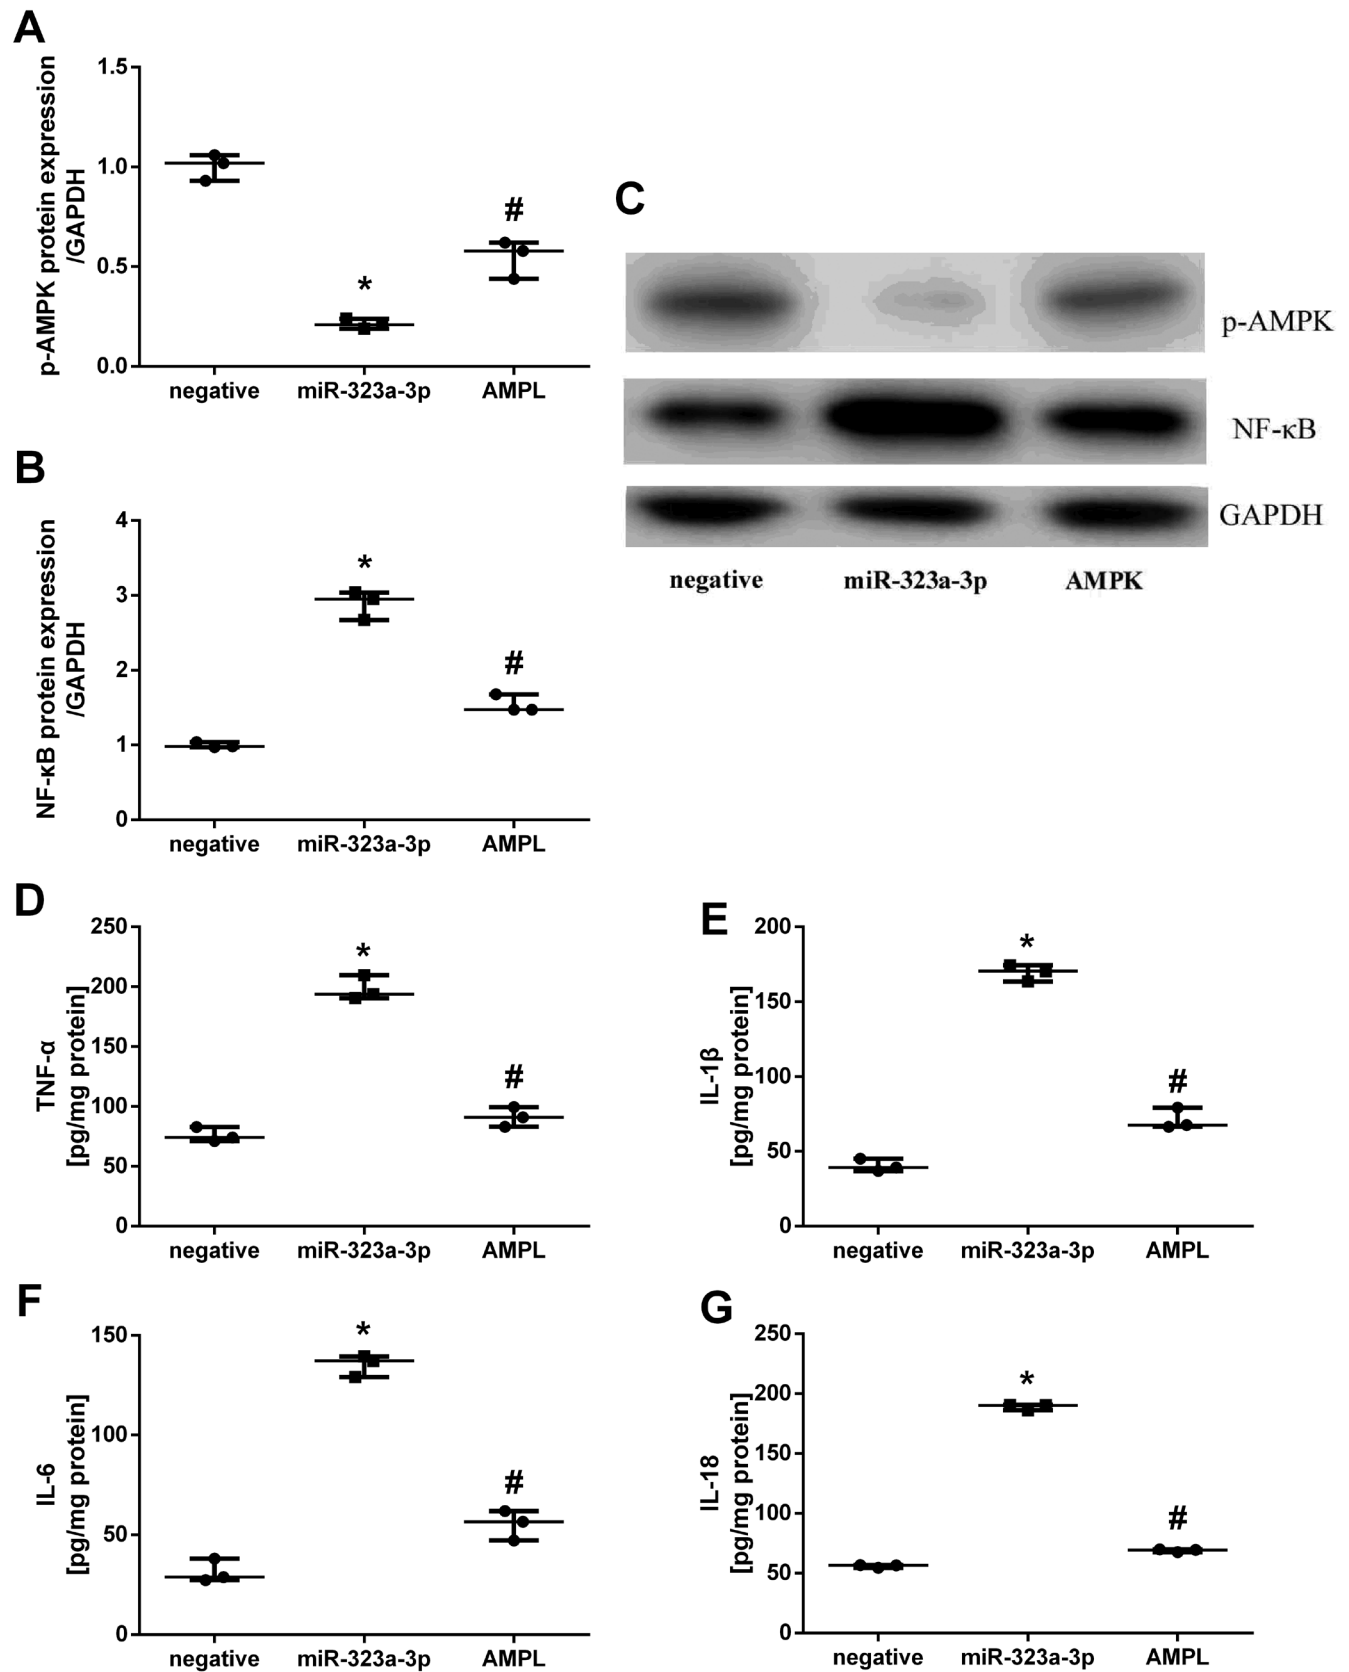 A
p-AMPK protein expression
/GAPDH
1.5
1.0
0.5
0.0
*
#
negative miR-323a-3p AMPL
B
NF-κB protein expression
/GAPDH
4
3
2
1
0
*
#
negative miR-323a-3p AMPL
C
p-AMPK
NF-κB
GAPDH
negative miR-323a-3p AMPK
D
TNF-α
[pg/mg protein]
250
200
150
100
50
0
*
#
negative miR-323a-3p AMPL
E
IL-1β
[pg/mg protein]
200
150
100
50
0
*
#
negative miR-323a-3p AMPL
F
IL-6
[pg/mg protein]
150
100
50
0
*
#
negative miR-323a-3p AMPL
G
IL-18
[pg/mg protein]
250
200
150
100
50
0
*
#
negative miR-323a-3p AMPL